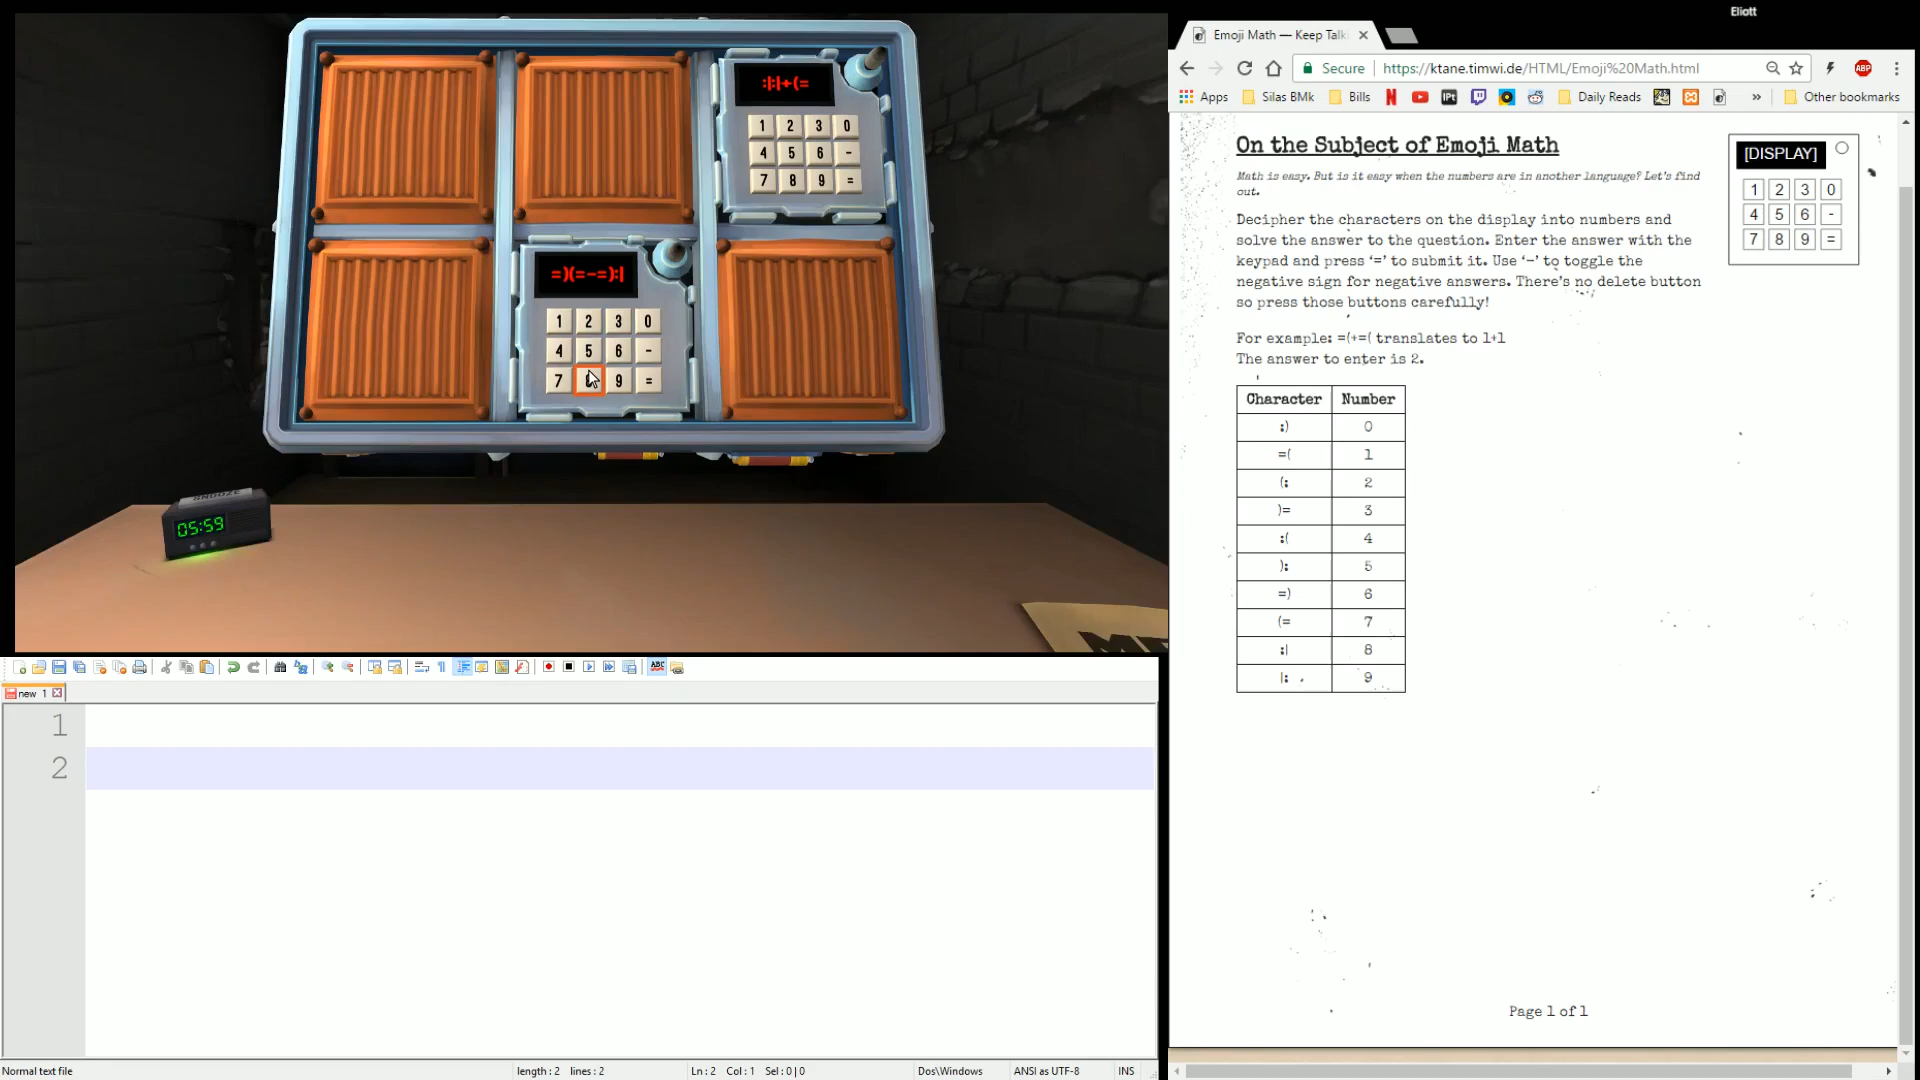 Eliott
Emoji Math — Keep Talki
Secure
https://ktane.timwi.de/HTML/Emoji%20Math.html
ABP
Apps
Silas BMk
Bills
IPt
Daily Reads
»
Other bookmarks
:|:|+(=
1 2 3 0
4 5 6 -
7 8 9 =
=)(=-=):|
1 2 3 0
4 5 6 -
7 8 9 =
SNOOZE
05:59
On the Subject of Emoji Math
Math is easy. But is it easy when the numbers are in another language? Let's find
out.
Decipher the characters on the display into numbers and
solve the answer to the question. Enter the answer with the
keypad and press '=' to submit it. Use '-' to toggle the
negative sign for negative answers. There's no delete button
so press those buttons carefully!
For example: =(+=( translates to 1+1
The answer to enter is 2.
[DISPLAY]
1 2 3 0
4 5 6 -
7 8 9 =
Character Number
:) 0
=( 1
(: 2
)= 3
:( 4
): 5
=) 6
(= 7
:| 8
|: 9
Page 1 of 1
ABC
new 1
1
2
Normal text file
length : 2 lines : 2
Ln : 2 Col : 1 Sel : 0 | 0
Dos\Windows
ANSI as UTF-8
INS